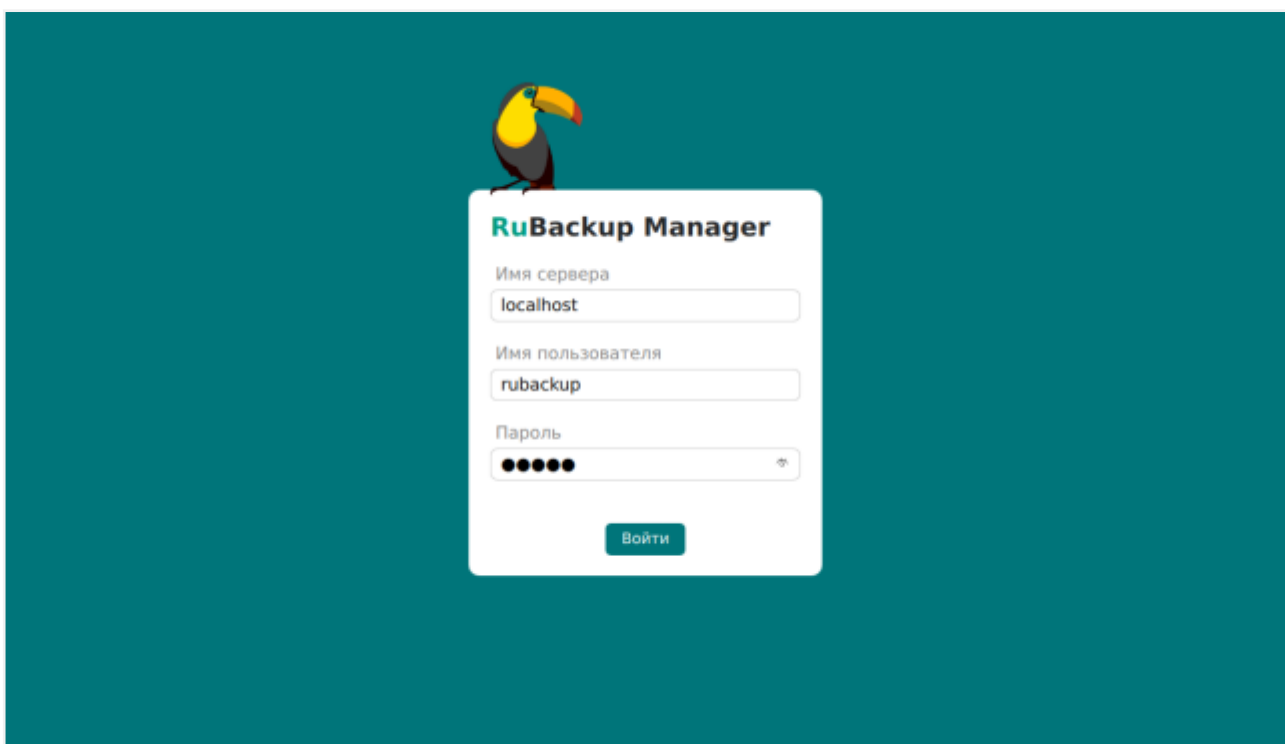 RuBackup Manager
Имя сервера
localhost
Имя пользователя
rubackup
Пароль
●●●●●
Войти